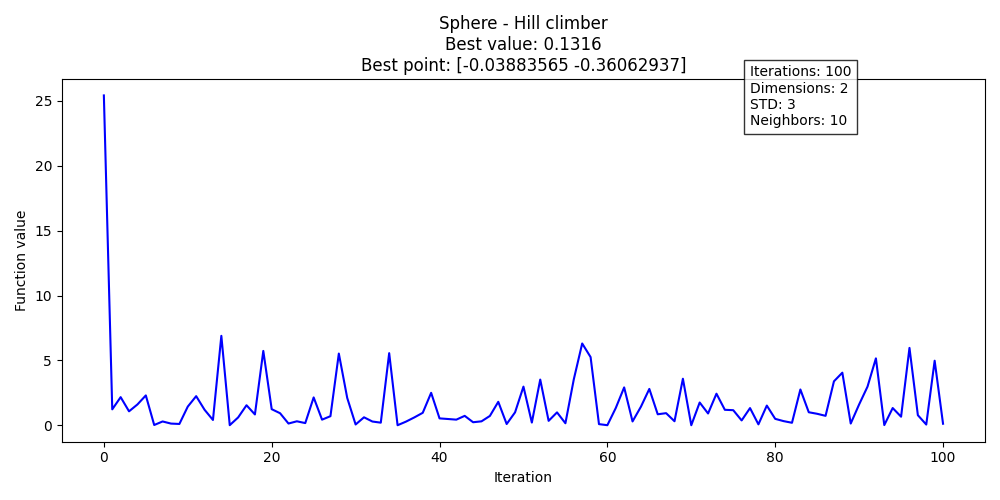 Sphere - Hill climber
Best value: 0.1316
Best point: [-0.03883565 -0.36062937]
Iterations: 100
Dimensions: 2
STD: 3
Neighbors: 10
25
20
15
10
5
0
Function value
0 20 40 60 80 100
Iteration